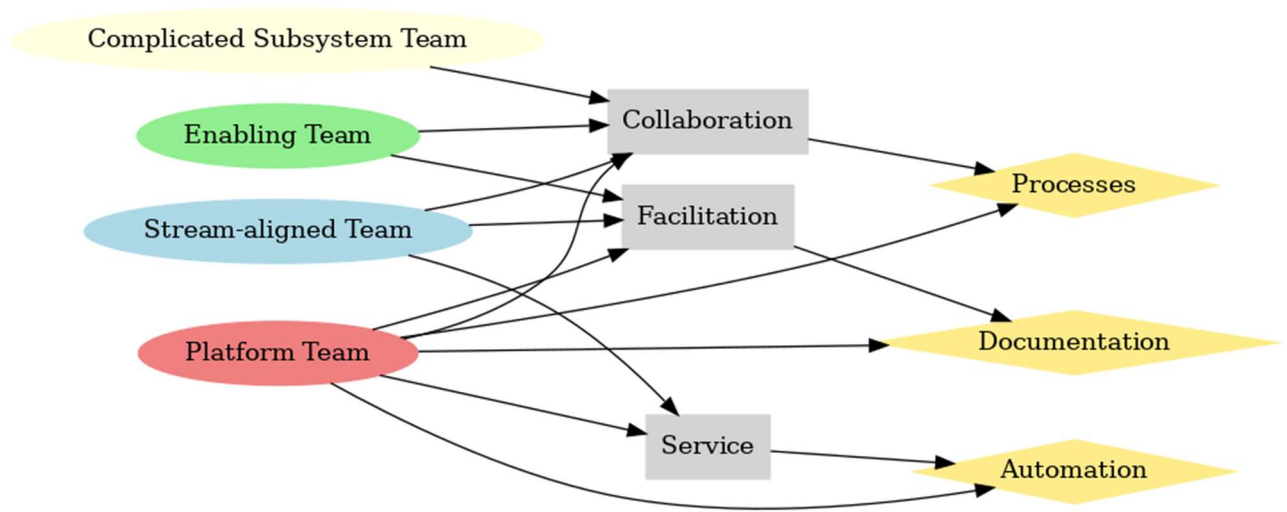 Complicated Subsystem Team
Enabling Team
Stream-aligned Team
Platform Team
Collaboration
Facilitation
Service
Processes
Documentation
Automation